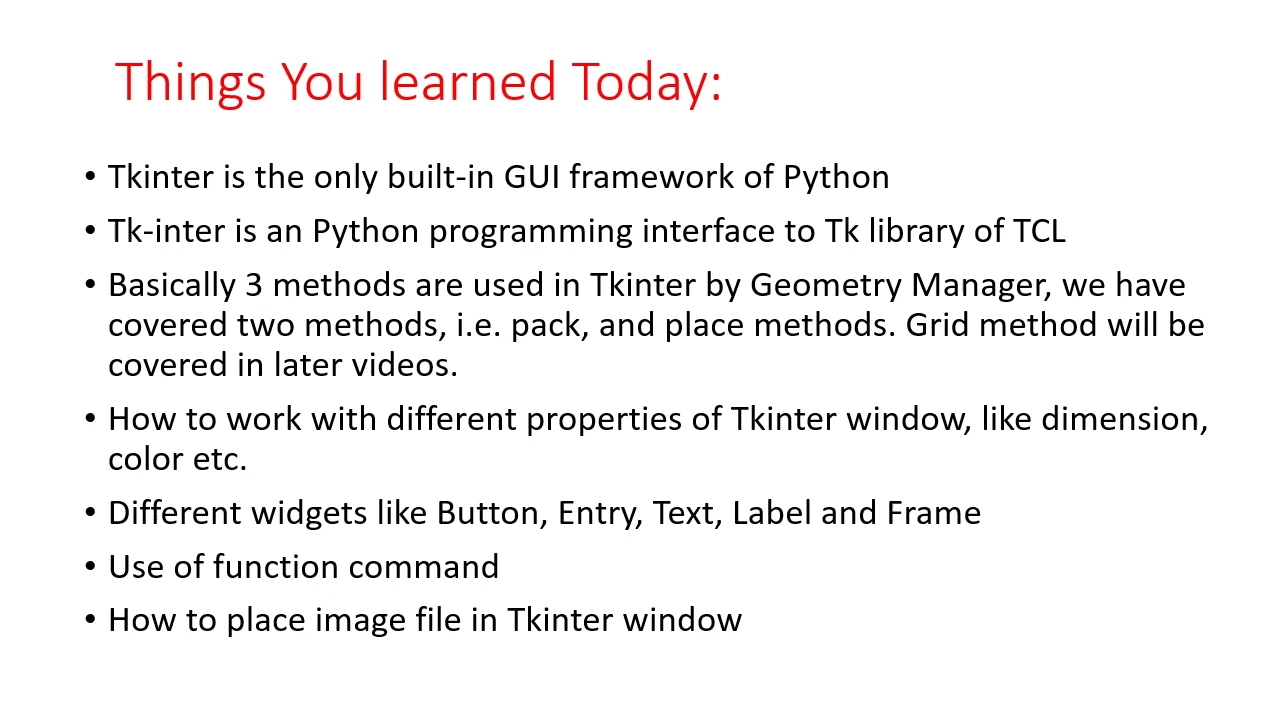 Things You learned Today:
• Tkinter is the only built-in GUI framework of Python
• Tk-inter is an Python programming interface to Tk library of TCL
• Basically 3 methods are used in Tkinter by Geometry Manager, we have
covered two methods, i.e. pack, and place methods. Grid method will be
covered in later videos.
• How to work with different properties of Tkinter window, like dimension,
color etc.
• Different widgets like Button, Entry, Text, Label and Frame
• Use of function command
• How to place image file in Tkinter window